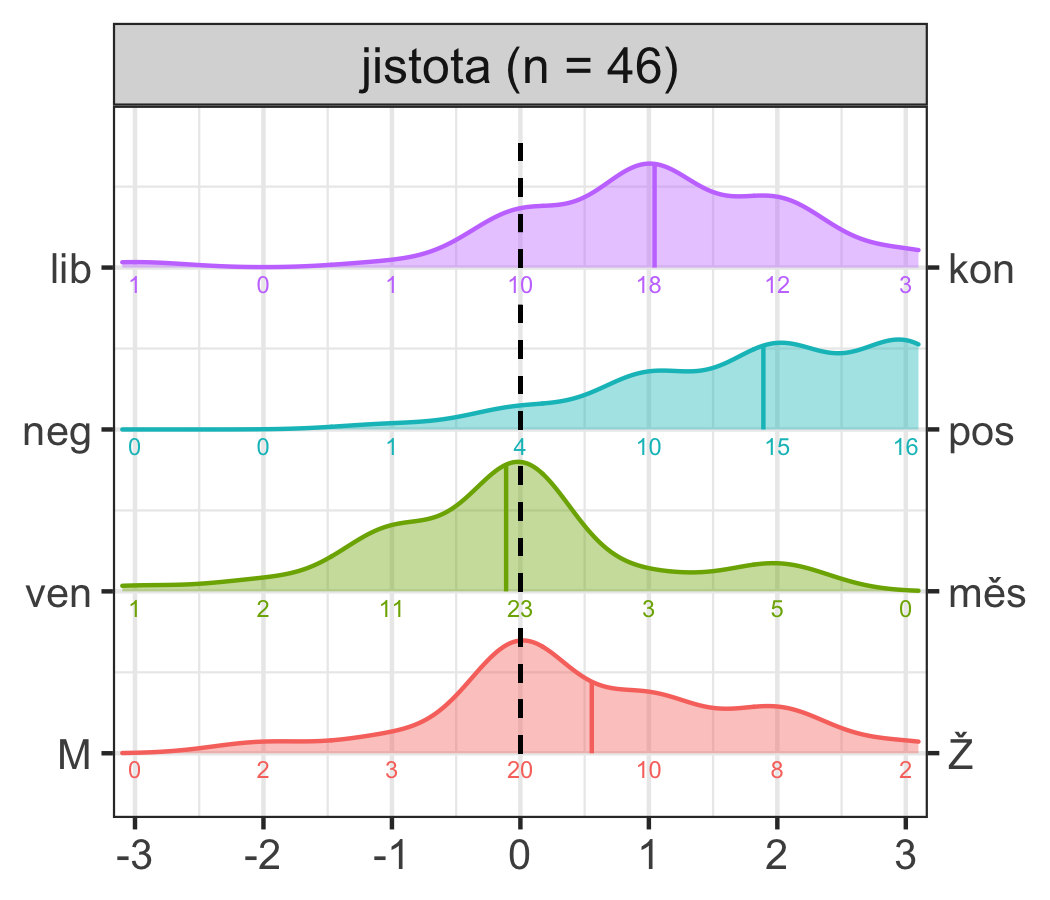 jistota (n = 46)
lib kon
1 0 1 10 18 12 3
neg pos
0 0 1 4 10 15 16
ven měs
1 2 11 23 3 5 0
M Ž
0 2 3 20 10 8 2
-3 -2 -1 0 1 2 3